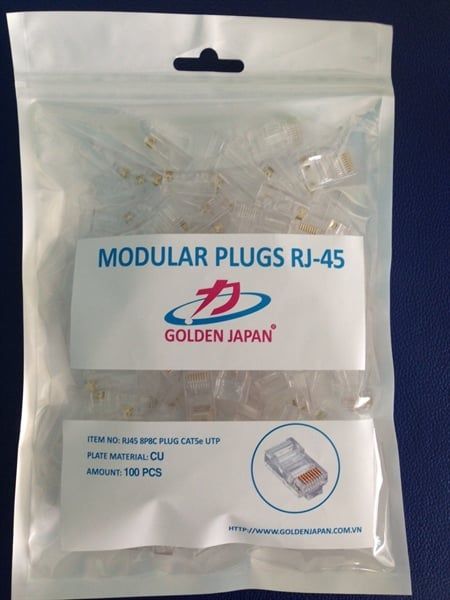 MODULAR PLUGS RJ-45
力
GOLDEN JAPAN®
ITEM NO: RJ45 8P8C PLUG CAT5e UTP
PLATE MATERIAL: CU
AMOUNT: 100 PCS
HTTP://WWW.GOLDENJAPAN.COM.VN